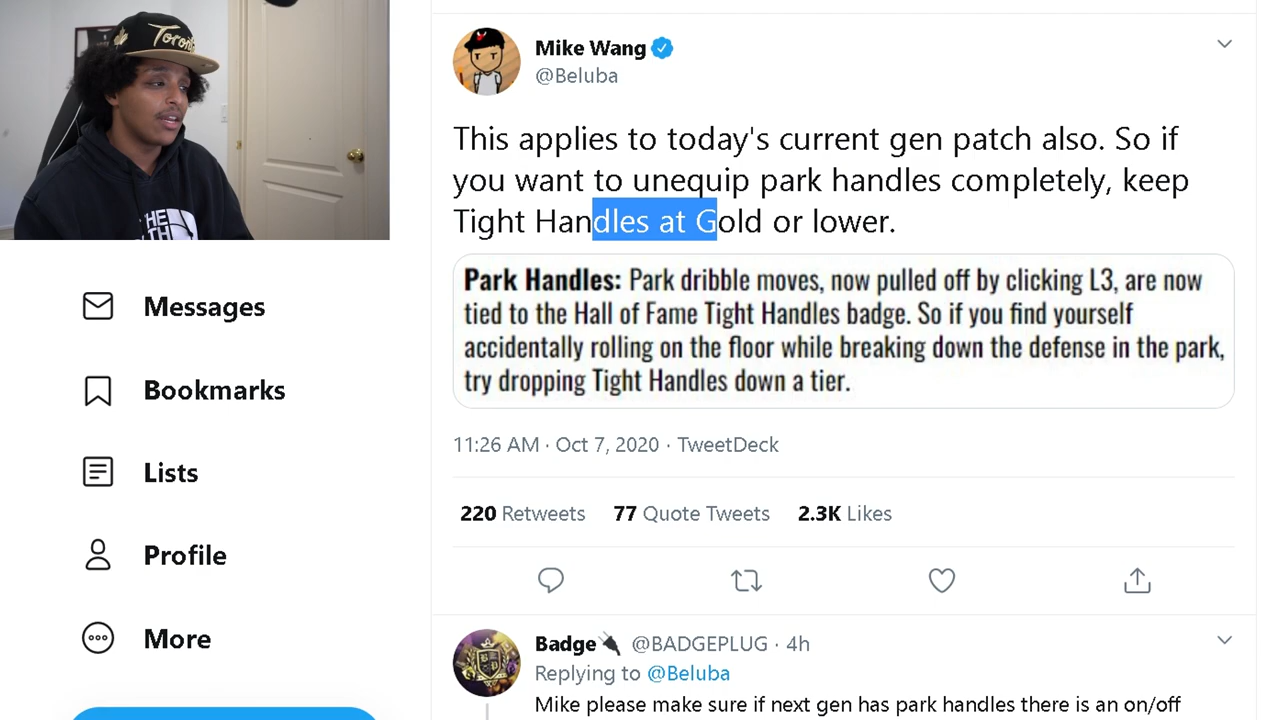 Toronto
THE
Mike Wang
@Beluba
This applies to today's current gen patch also. So if
you want to unequip park handles completely, keep
Tight Handles at Gold or lower.
Park Handles: Park dribble moves, now pulled off by clicking L3, are now
tied to the Hall of Fame Tight Handles badge. So if you find yourself
accidentally rolling on the floor while breaking down the defense in the park,
try dropping Tight Handles down a tier.
11:26 AM · Oct 7, 2020 · TweetDeck
220 Retweets 77 Quote Tweets 2.3K Likes
Messages
Bookmarks
Lists
Profile
More
Badge🔌 @BADGEPLUG · 4h
Replying to @Beluba
Mike please make sure if next gen has park handles there is an on/off